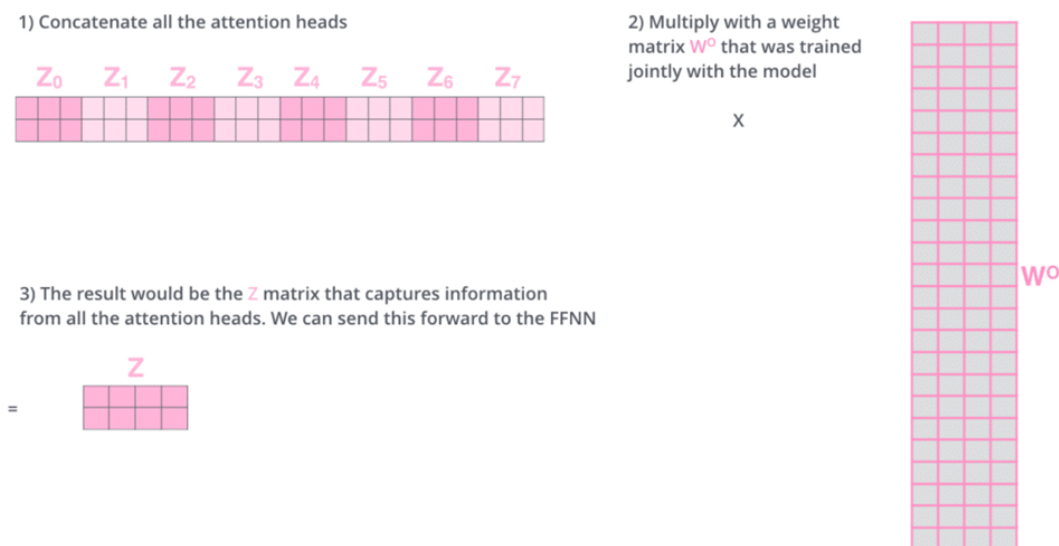 1) Concatenate all the attention heads
Z0 Z1 Z2 Z3 Z4 Z5 Z6 Z7
2) Multiply with a weight
matrix WO that was trained
jointly with the model
X
WO
3) The result would be the Z matrix that captures information
from all the attention heads. We can send this forward to the FFNN
Z
=